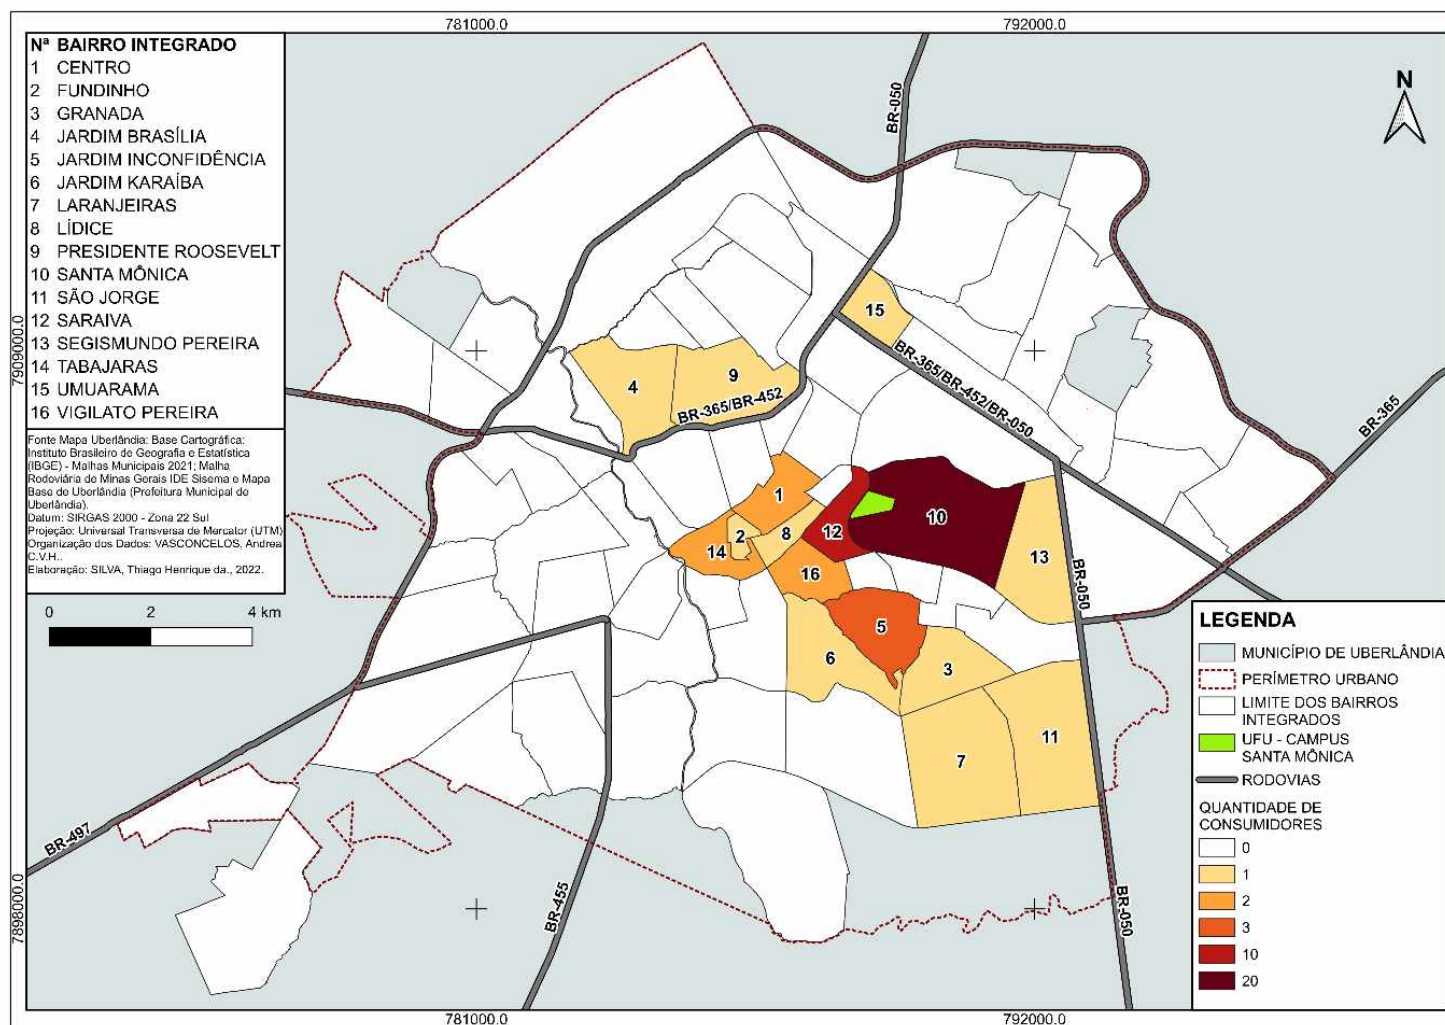 781000.0
792000.0
Nª BAIRRO INTEGRADO
1 CENTRO
2 FUNDINHO
3 GRANADA
4 JARDIM BRASÍLIA
5 JARDIM INCONFIDÊNCIA
6 JARDIM KARAÍBA
7 LARANJEIRAS
8 LÍDICE
9 PRESIDENTE ROOSEVELT
10 SANTA MÔNICA
11 SÃO JORGE
12 SARAIVA
13 SEGISMUNDO PEREIRA
14 TABAJARAS
15 UMUARAMA
16 VIGILATO PEREIRA
Fonte Mapa Uberlândia: Base Cartográfica:
Instituto Brasileiro de Geografia e Estatística
(IBGE) - Malhas Municipais 2021; Malha
Rodoviária de Minas Gerais IDE Sisema e Mapa
Base de Uberlândia (Prefeitura Municipal de
Uberlândia).
Datum: SIRGAS 2000 - Zona 22 Sul
Projeção: Universal Transversa de Mercator (UTM)
Organização dos Dados: VASCONCELOS, Andrea
C.V.H..
Elaboração: SILVA, Thiago Henrique da., 2022.
0 2 4 km
N
BR-050
15
BR-365/BR-452/BR-050
4
9
BR-365/BR-452
BR-365
1
10
12
8
2
14
13
16
BR-050
5
6
3
7
11
BR-497
BR-455
BR-050
7909000.0
7898000.0
LEGENDA
MUNICÍPIO DE UBERLÂNDIA
PERÍMETRO URBANO
LIMITE DOS BAIRROS
INTEGRADOS
UFU - CAMPUS
SANTA MÔNICA
RODOVIAS
QUANTIDADE DE
CONSUMIDORES
0
1
2
3
10
20
781000.0
792000.0